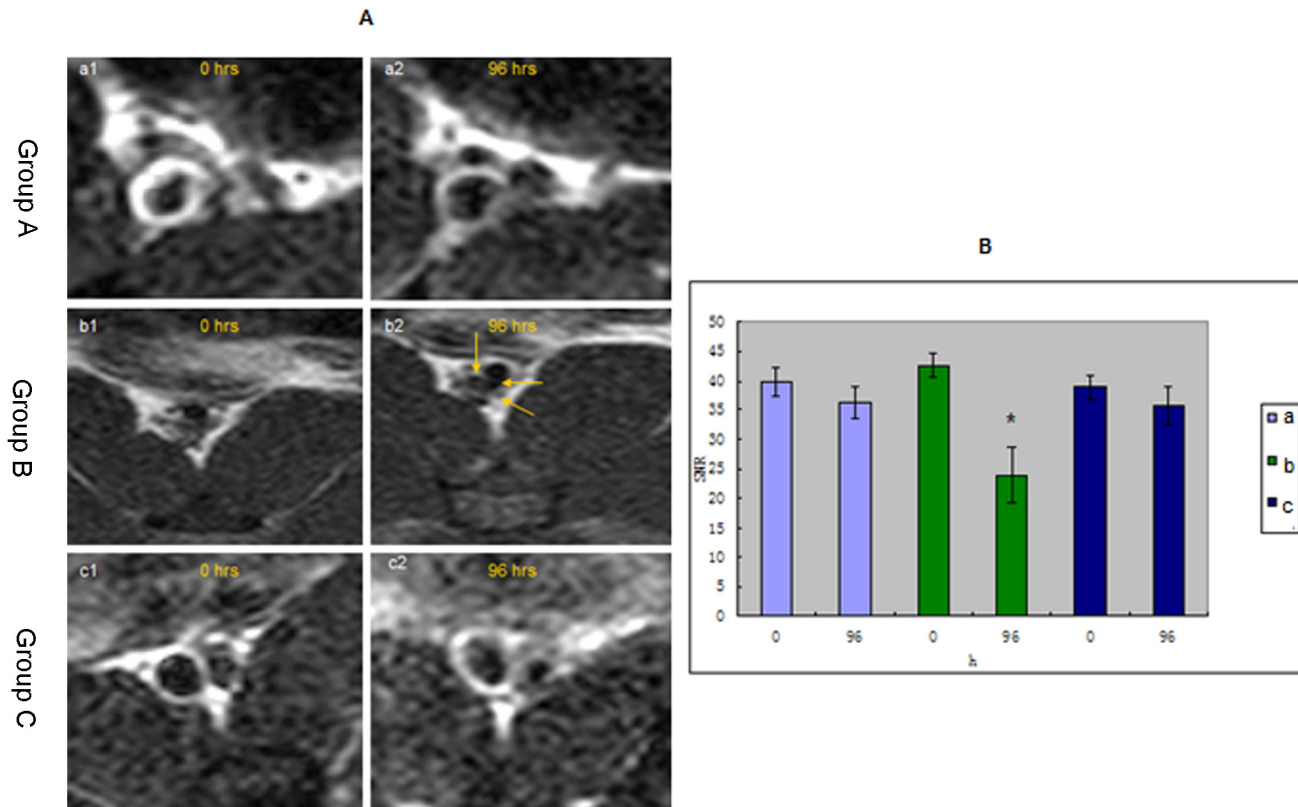 A
a1 0 hrs
a2 96 hrs
Group A
b1 0 hrs
b2 96 hrs
Group B
c1 0 hrs
c2 96 hrs
Group C
B
50
45
40
35
30
25
20
15
10
5
0
SNR
*
0 96 0 96 0 96
h
a
b
c